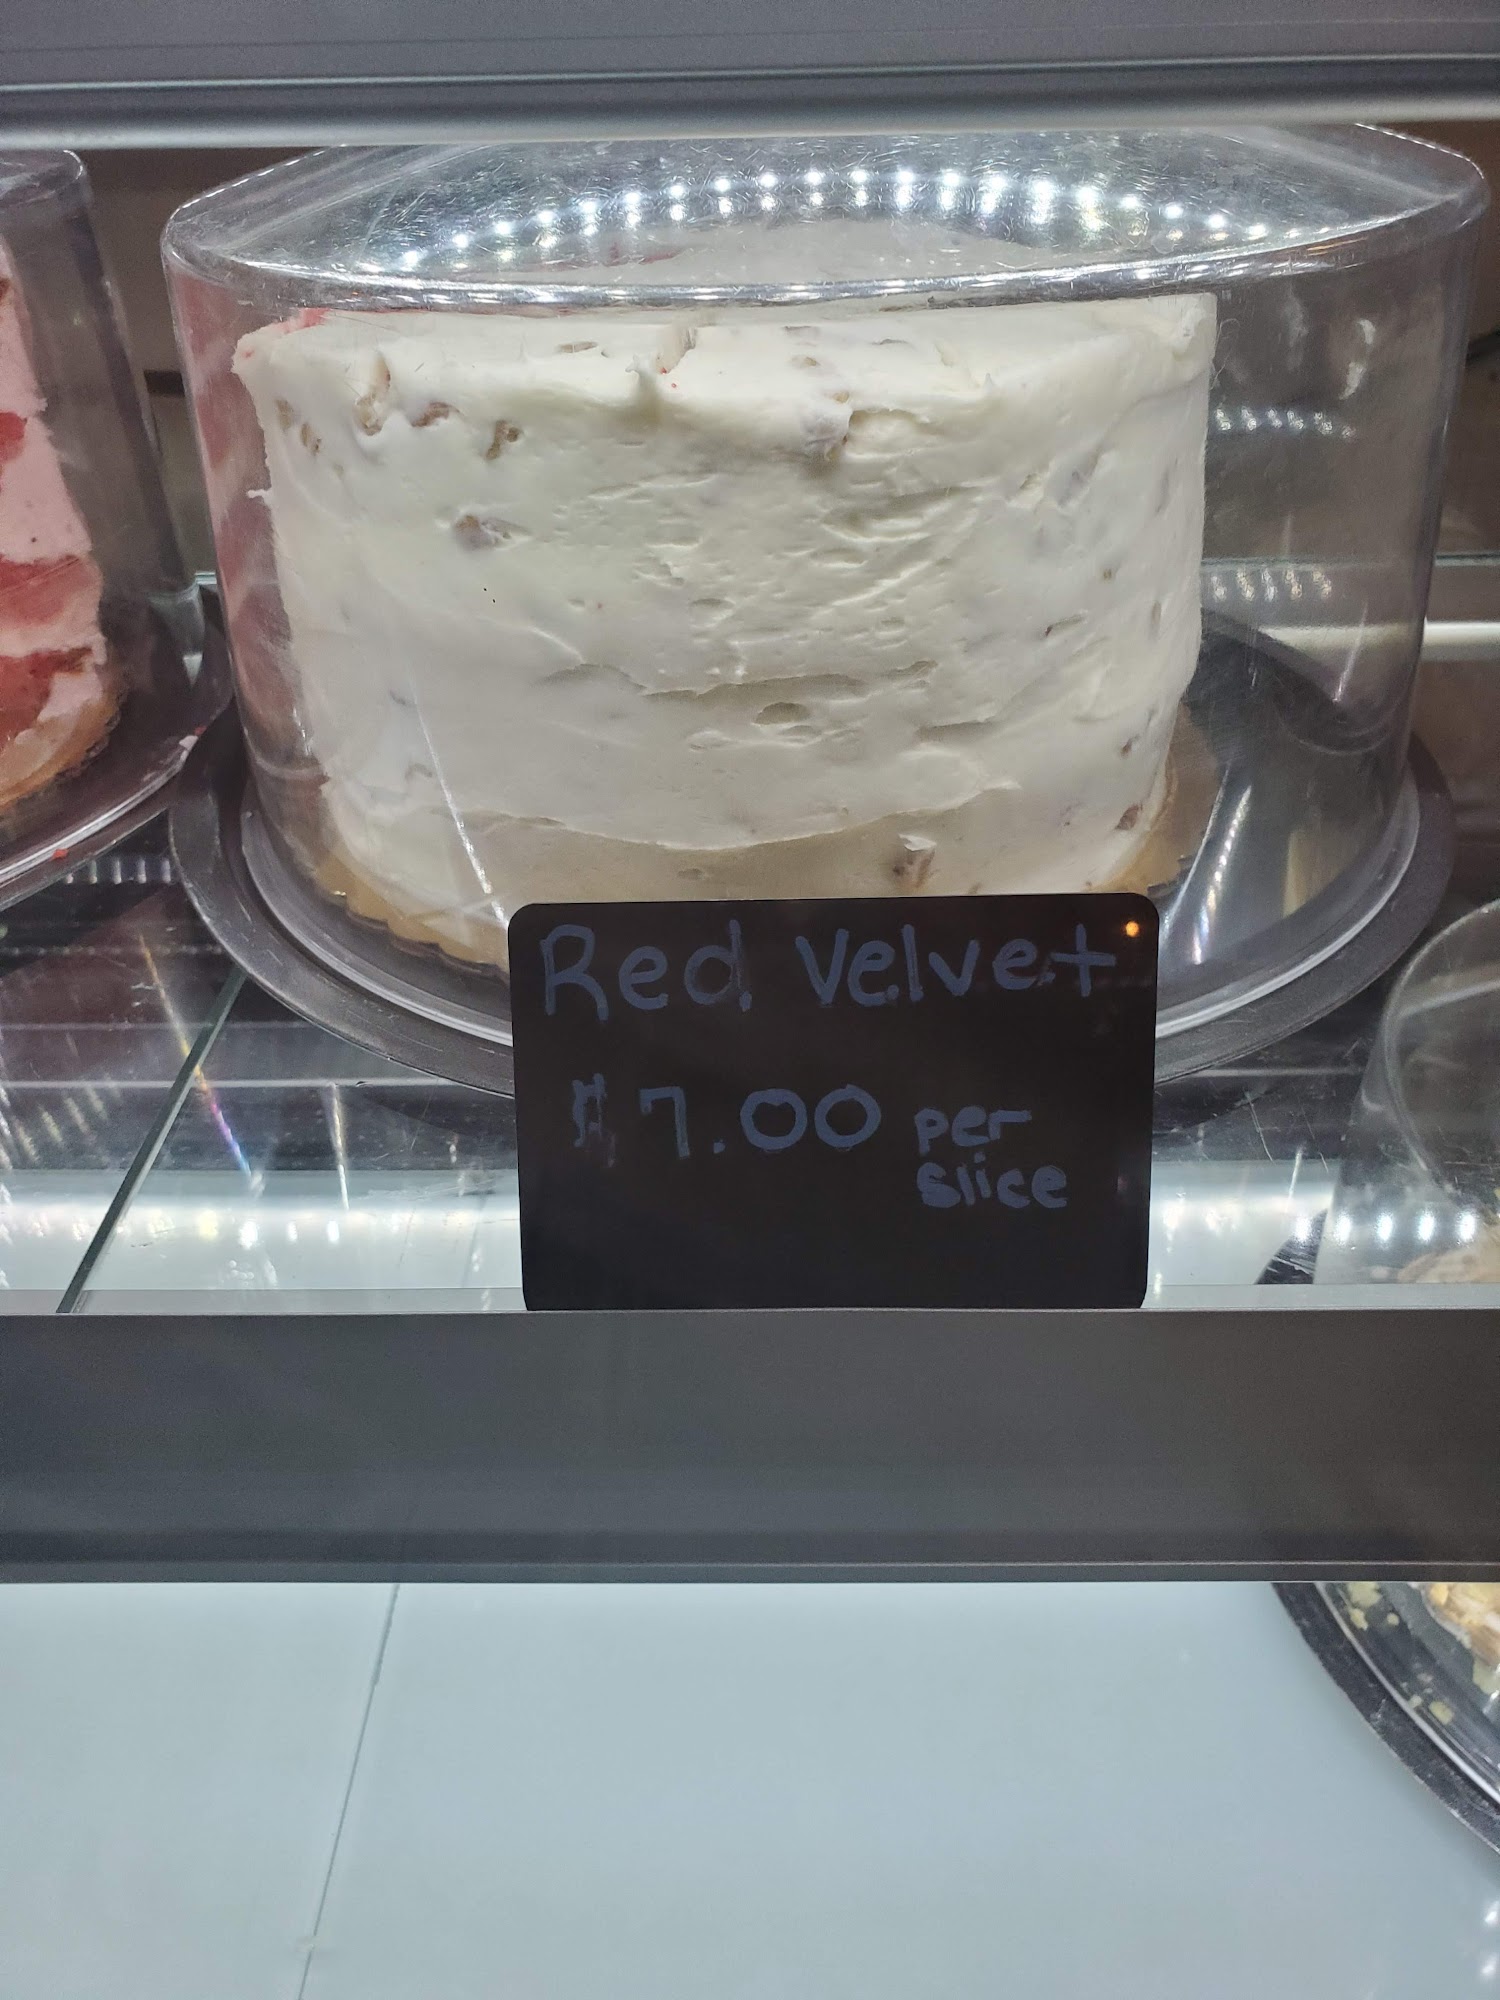 Red Velvet
$7.00 per
slice